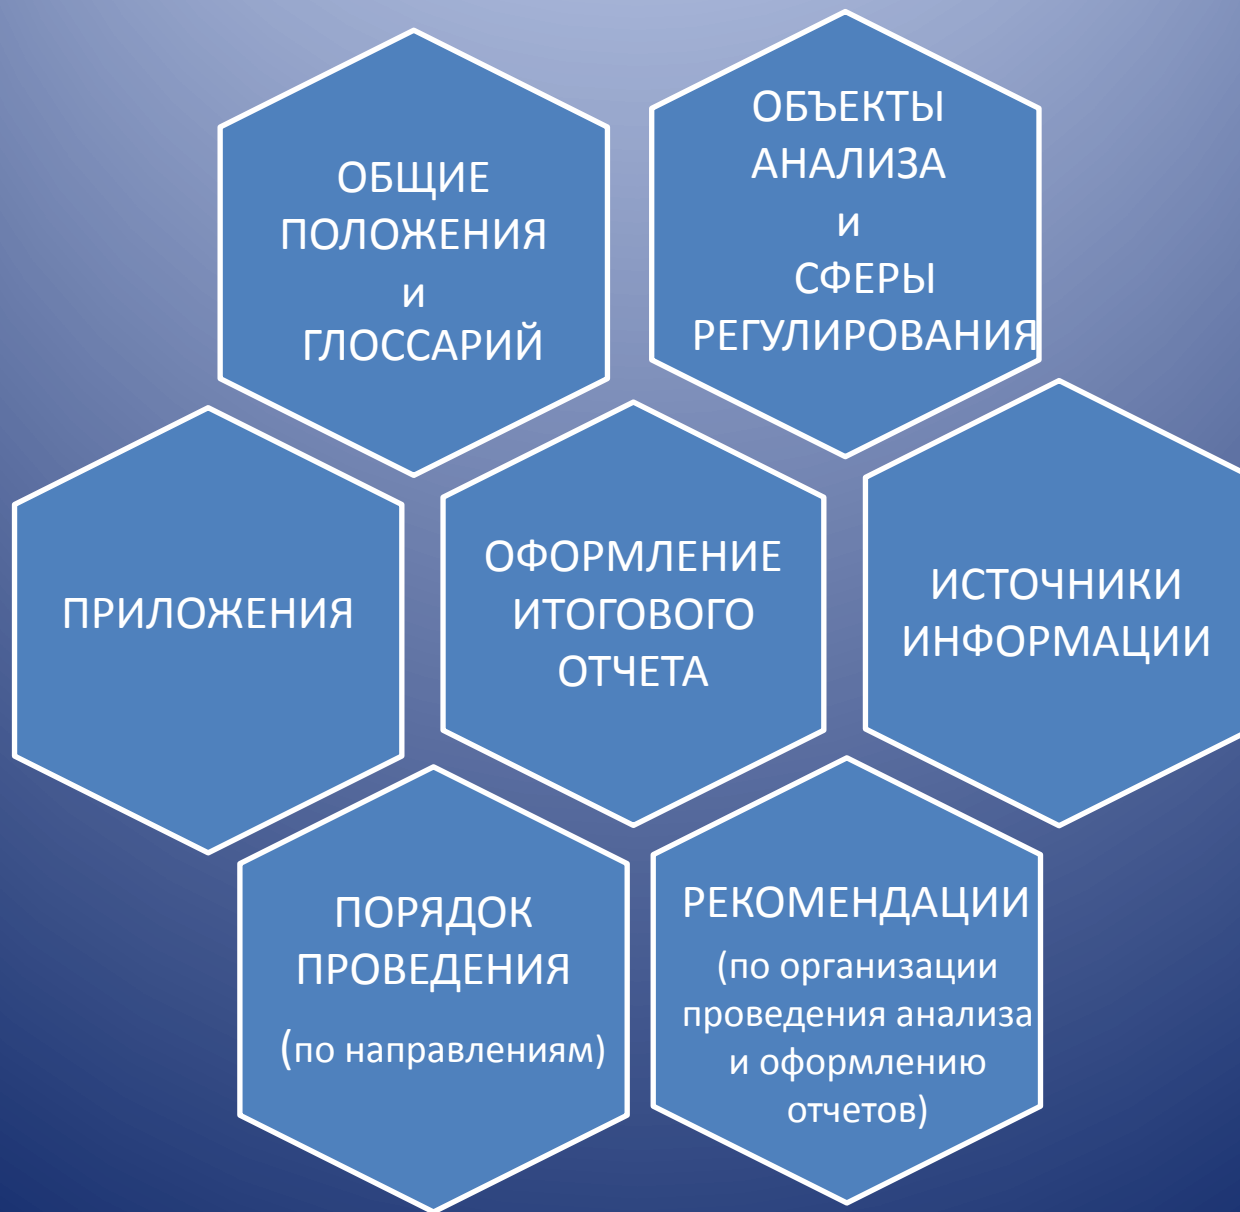 ОБЩИЕ
ПОЛОЖЕНИЯ
и
ГЛОССАРИЙ
ОБЪЕКТЫ
АНАЛИЗА
и
СФЕРЫ
РЕГУЛИРОВАНИЯ
ПРИЛОЖЕНИЯ
ОФОРМЛЕНИЕ
ИТОГОВОГО
ОТЧЕТА
ИСТОЧНИКИ
ИНФОРМАЦИИ
ПОРЯДОК
ПРОВЕДЕНИЯ
(по направлениям)
РЕКОМЕНДАЦИИ
(по организации
проведения анализа
и оформлению
отчетов)